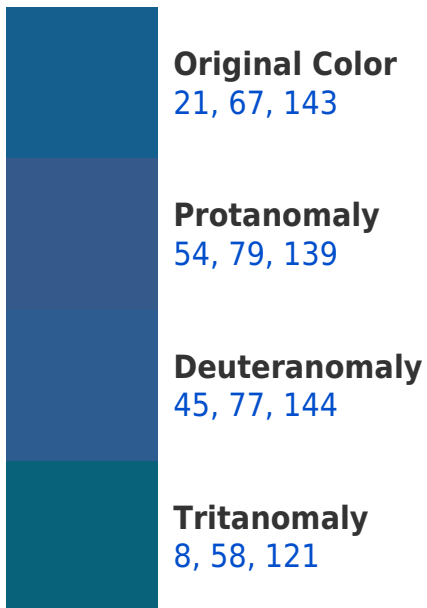 Original Color
21, 67, 143
Protanomaly
54, 79, 139
Deuteranomaly
45, 77, 144
Tritanomaly
8, 58, 121